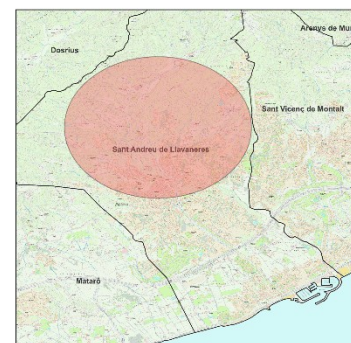 Arenys de Mu
Dosrius
Sant Vicenç de Montalt
Sant Andreu de Llavaneres
Mataró